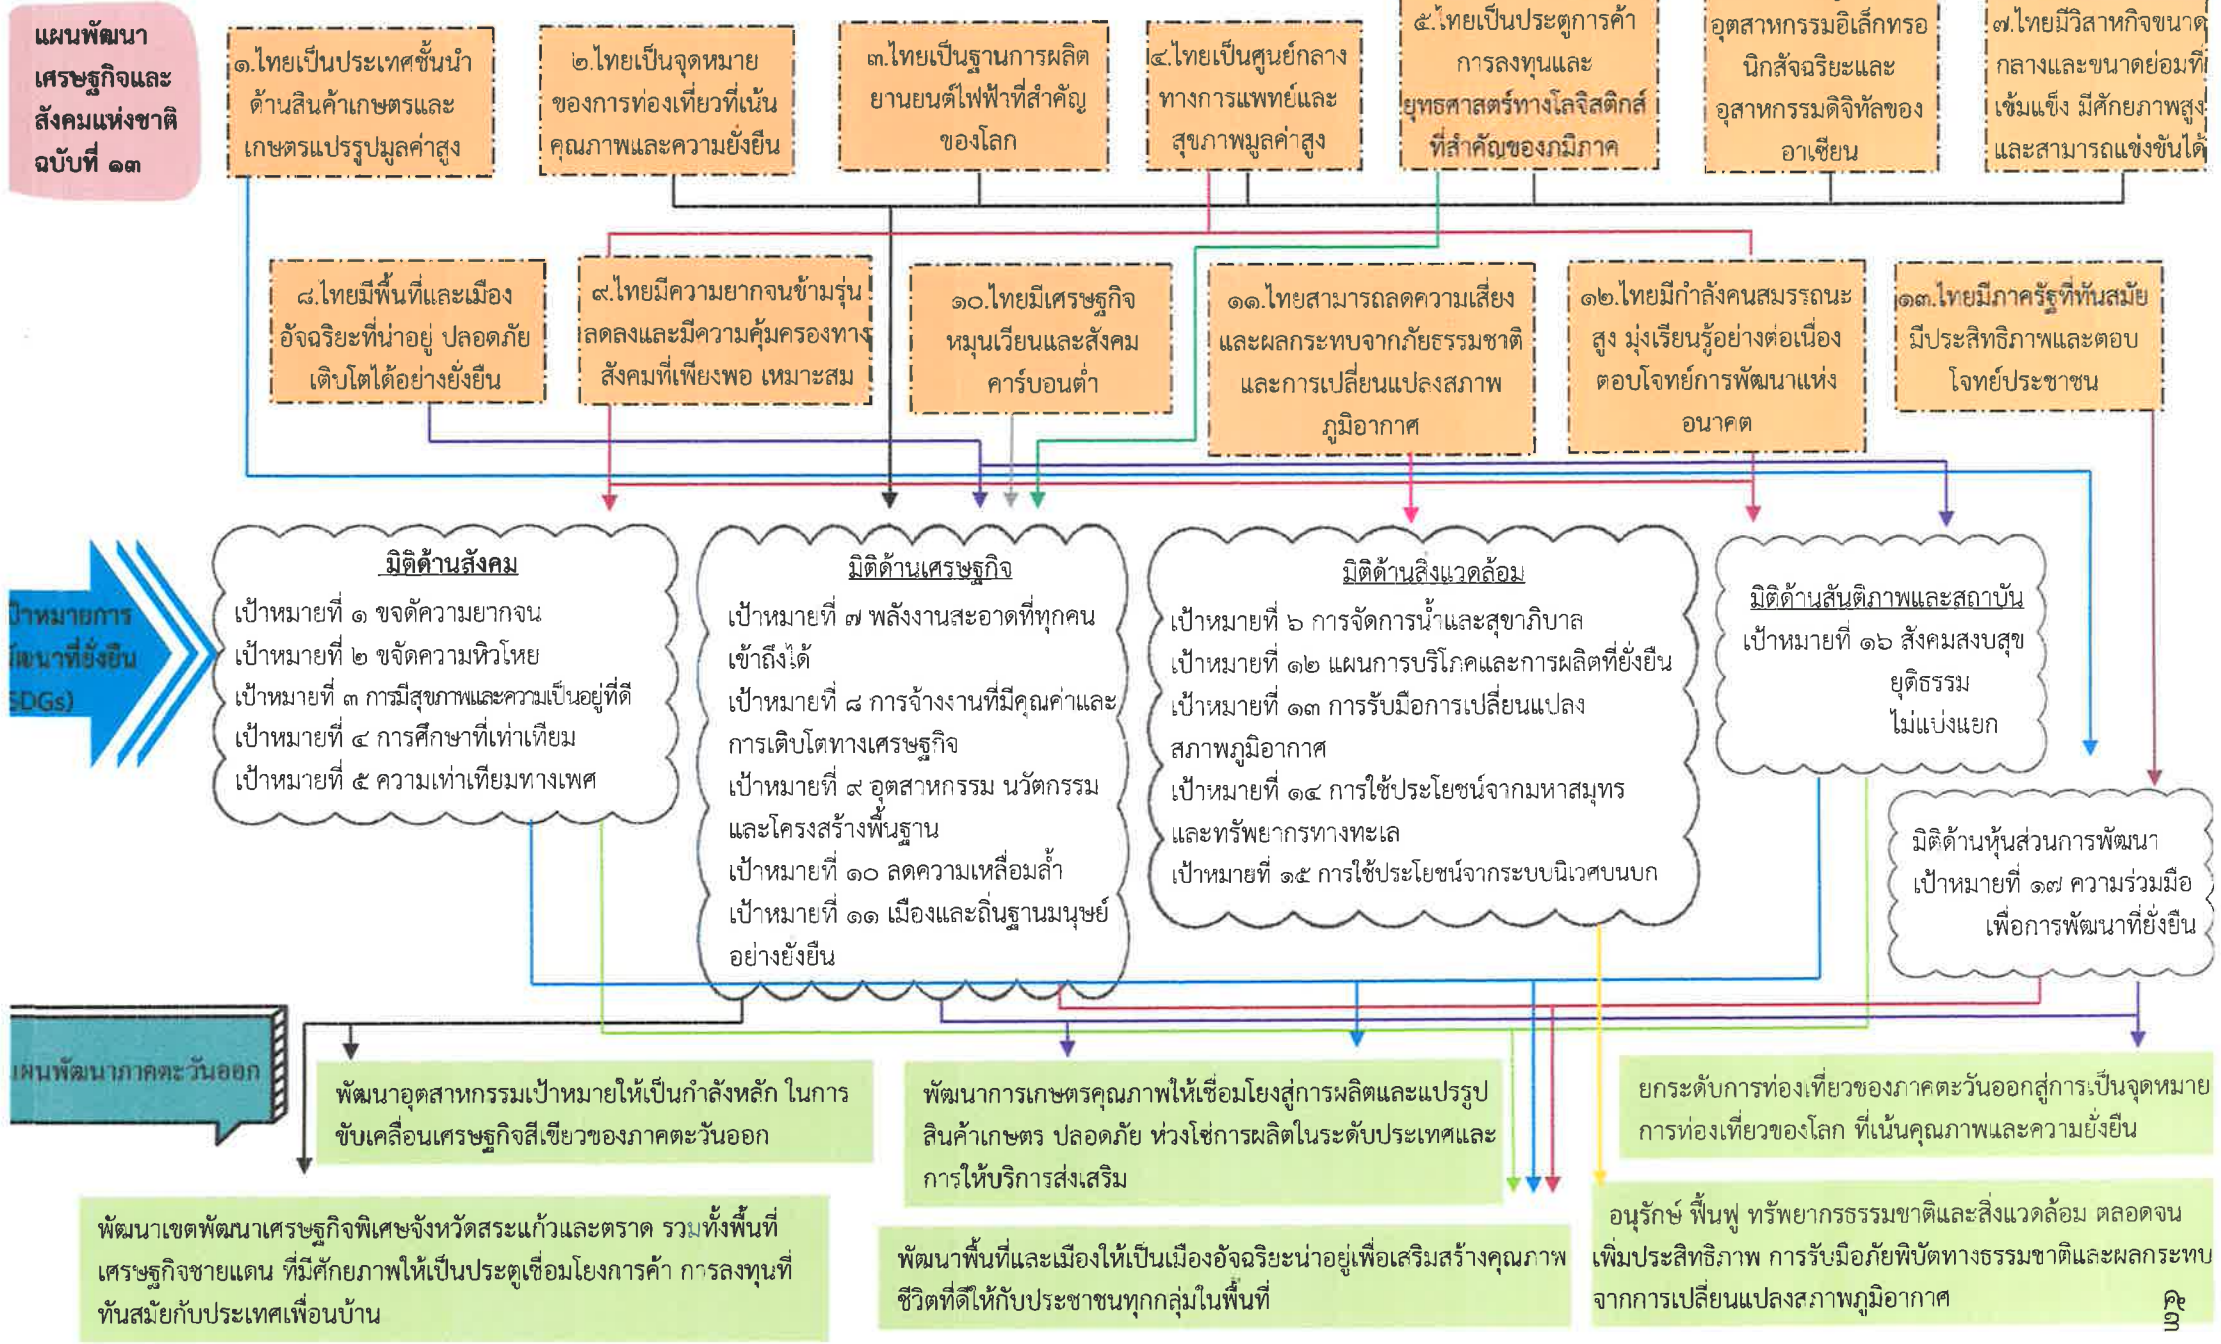 แผนพัฒนา
เศรษฐกิจและ
สังคมแห่งชาติ
ฉบับที่ ๑๓
๑.ไทยเป็นประเทศชั้นนำ
ด้านสินค้าเกษตรและ
เกษตรแปรรูปมูลค่าสูง
๒.ไทยเป็นจุดหมาย
ของการท่องเที่ยวที่เน้น
คุณภาพและความยั่งยืน
๓.ไทยเป็นฐานการผลิต
ยานยนต์ไฟฟ้าที่สำคัญ
ของโลก
๔.ไทยเป็นศูนย์กลาง
ทางการแพทย์และ
สุขภาพมูลค่าสูง
๕.ไทยเป็นประตูการค้า
การลงทุนและ
ยุทธศาสตร์ทางโลจิสติกส์
ที่สำคัญของภูมิภาค
อุตสาหกรรมอิเล็กทรอ
นิกสัจฉริยะและ
อุสาหกรรมดิจิทัลของ
อาเซียน
๗.ไทยมีวิสาหกิจขนาด
กลางและขนาดย่อมที่
เข้มแข็ง มีศักยภาพสูง
และสามารถแข่งขันได้
๘.ไทยมีพื้นที่และเมือง
อัจฉริยะที่น่าอยู่ ปลอดภัย
เติบโตได้อย่างยั่งยืน
๙.ไทยมีความยากจนข้ามรุ่น
ลดลงและมีความคุ้มครองทาง
สังคมที่เพียงพอ เหมาะสม
๑๐.ไทยมีเศรษฐกิจ
หมุนเวียนและสังคม
คาร์บอนต่ำ
๑๑.ไทยสามารถลดความเสี่ยง
และผลกระทบจากภัยธรรมชาติ
และการเปลี่ยนแปลงสภาพ
ภูมิอากาศ
๑๒.ไทยมีกำลังคนสมรรถนะ
สูง มุ่งเรียนรู้อย่างต่อเนื่อง
ตอบโจทย์การพัฒนาแห่ง
อนาคต
๑๓.ไทยมีภาครัฐที่ทันสมัย
มีประสิทธิภาพและตอบ
โจทย์ประชาชน
เป้าหมายการ
พัฒนาที่ยั่งยืน
SDGs)
มิติด้านสังคม
เป้าหมายที่ ๑ ขจัดความยากจน
เป้าหมายที่ ๒ ขจัดความหิวโหย
เป้าหมายที่ ๓ การมีสุขภาพและความเป็นอยู่ที่ดี
เป้าหมายที่ ๔ การศึกษาที่เท่าเทียม
เป้าหมายที่ ๕ ความเท่าเทียมทางเพศ
มิติด้านเศรษฐกิจ
เป้าหมายที่ ๗ พลังงานสะอาดที่ทุกคน
เข้าถึงได้
เป้าหมายที่ ๘ การจ้างงานที่มีคุณค่าและ
การเติบโตทางเศรษฐกิจ
เป้าหมายที่ ๙ อุตสาหกรรม นวัตกรรม
และโครงสร้างพื้นฐาน
เป้าหมายที่ ๑๐ ลดความเหลื่อมล้ำ
เป้าหมายที่ ๑๑ เมืองและถิ่นฐานมนุษย์
อย่างยั่งยืน
มิติด้านสิ่งแวดล้อม
เป้าหมายที่ ๖ การจัดการน้ำและสุขาภิบาล
เป้าหมายที่ ๑๒ แผนการบริโภคและการผลิตที่ยั่งยืน
เป้าหมายที่ ๑๓ การรับมือการเปลี่ยนแปลง
สภาพภูมิอากาศ
เป้าหมายที่ ๑๔ การใช้ประโยชน์จากมหาสมุทร
และทรัพยากรทางทะเล
เป้าหมายที่ ๑๕ การใช้ประโยชน์จากระบบนิเวศบนบก
มิติด้านสันติภาพและสถาบัน
เป้าหมายที่ ๑๖ สังคมสงบสุข
ยุติธรรม
ไม่แบ่งแยก
มิติด้านหุ้นส่วนการพัฒนา
เป้าหมายที่ ๑๗ ความร่วมมือ
เพื่อการพัฒนาที่ยั่งยืน
แผนพัฒนาภาคตะวันออก
พัฒนาอุตสาหกรรมเป้าหมายให้เป็นกำลังหลัก ในการ
ขับเคลื่อนเศรษฐกิจสีเขียวของภาคตะวันออก
พัฒนาการเกษตรคุณภาพให้เชื่อมโยงสู่การผลิตและแปรรูป
สินค้าเกษตร ปลอดภัย ห่วงโซ่การผลิตในระดับประเทศและ
การให้บริการส่งเสริม
ยกระดับการท่องเที่ยวของภาคตะวันออกสู่การเป็นจุดหมาย
การท่องเที่ยวของโลก ที่เน้นคุณภาพและความยั่งยืน
พัฒนาเขตพัฒนาเศรษฐกิจพิเศษจังหวัดสระแก้วและตราด รวมทั้งพื้นที่
เศรษฐกิจชายแดน ที่มีศักยภาพให้เป็นประตูเชื่อมโยงการค้า การลงทุนที่
ทันสมัยกับประเทศเพื่อนบ้าน
พัฒนาพื้นที่และเมืองให้เป็นเมืองอัจฉริยะน่าอยู่เพื่อเสริมสร้างคุณภาพ
ชีวิตที่ดีให้กับประชาชนทุกกลุ่มในพื้นที่
อนุรักษ์ ฟื้นฟู ทรัพยากรธรรมชาติและสิ่งแวดล้อม ตลอดจน
เพิ่มประสิทธิภาพ การรับมือภัยพิบัตทางธรรมชาติและผลกระทบ
จากการเปลี่ยนแปลงสภาพภูมิอากาศ